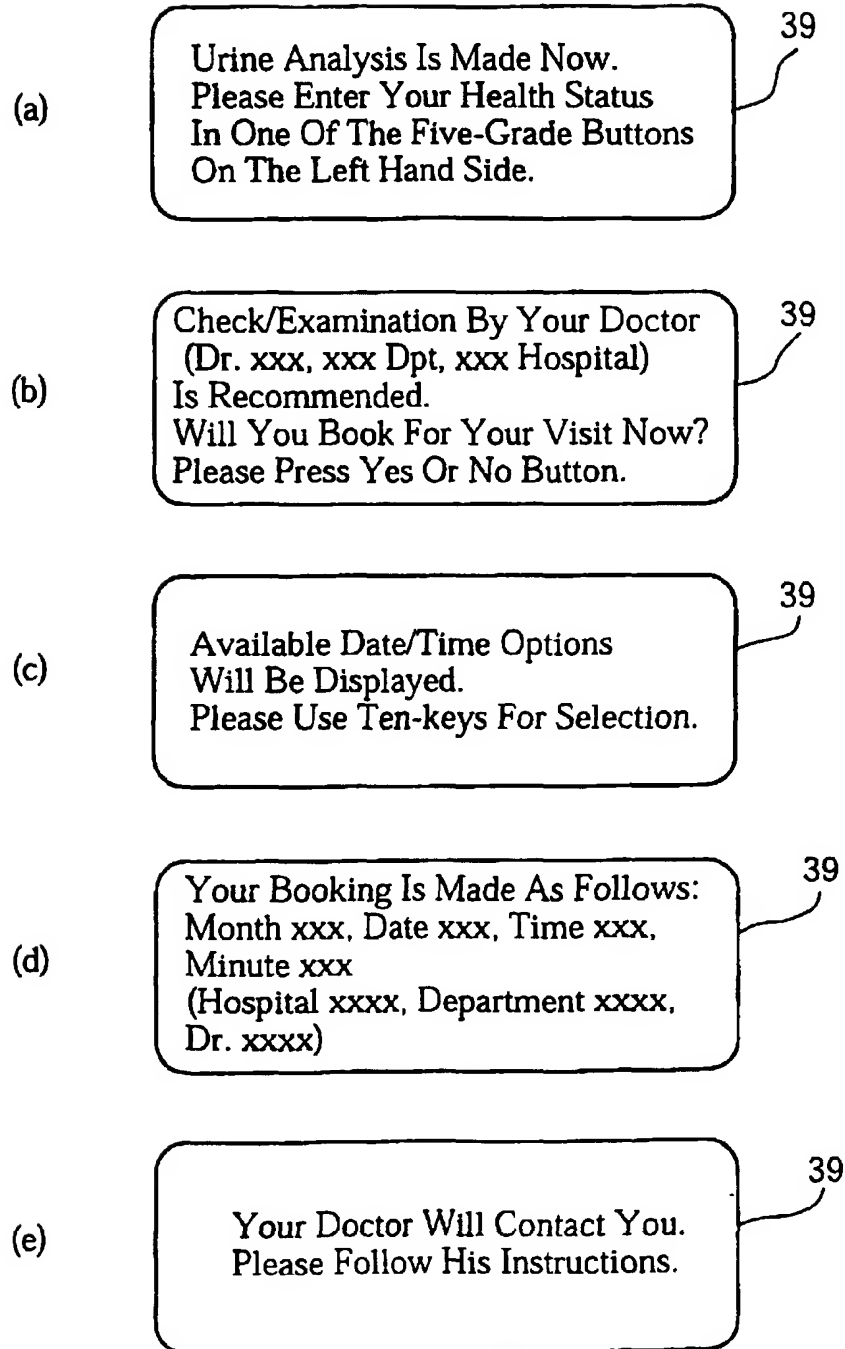 39
(a)
Urine Analysis Is Made Now.
Please Enter Your Health Status
In One Of The Five-Grade Buttons
On The Left Hand Side.
39
(b)
Check/Examination By Your Doctor
(Dr. xxx, xxx Dpt, xxx Hospital)
Is Recommended.
Will You Book For Your Visit Now?
Please Press Yes Or No Button.
39
(c)
Available Date/Time Options
Will Be Displayed.
Please Use Ten-keys For Selection.
39
(d)
Your Booking Is Made As Follows:
Month xxx, Date xxx, Time xxx,
Minute xxx
(Hospital xxxx, Department xxxx,
Dr. xxxx)
39
(e)
Your Doctor Will Contact You.
Please Follow His Instructions.